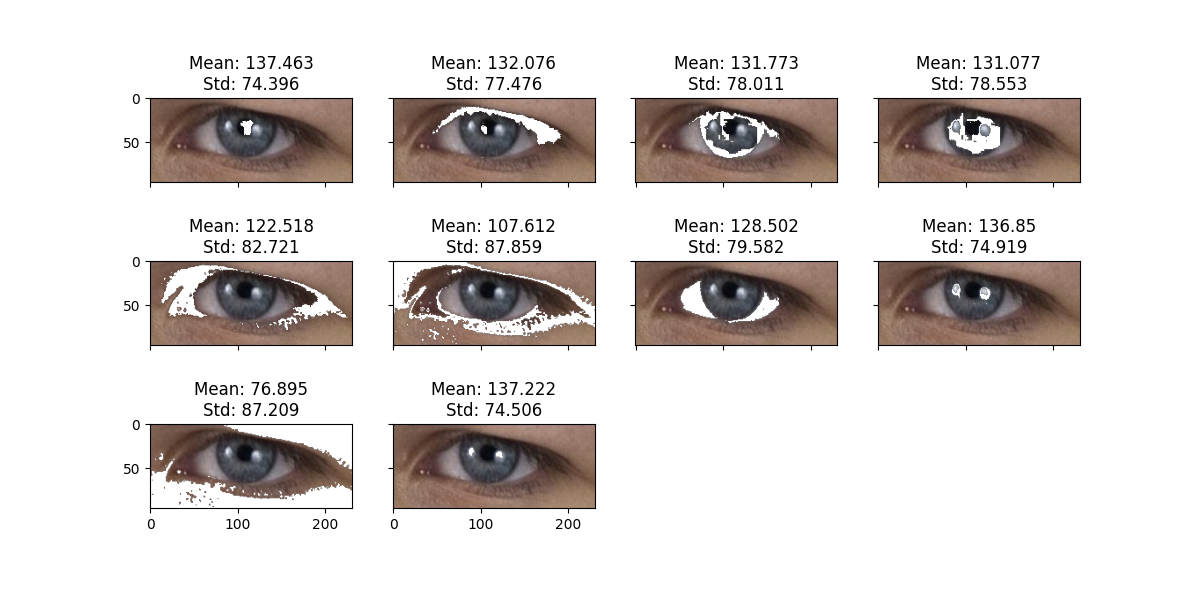 Mean: 137.463
Std: 74.396
Mean: 132.076
Std: 77.476
Mean: 131.773
Std: 78.011
Mean: 131.077
Std: 78.553
0
50
Mean: 122.518
Std: 82.721
Mean: 107.612
Std: 87.859
Mean: 128.502
Std: 79.582
Mean: 136.85
Std: 74.919
0
50
Mean: 76.895
Std: 87.209
Mean: 137.222
Std: 74.506
0
50
0 100 200
0 100 200